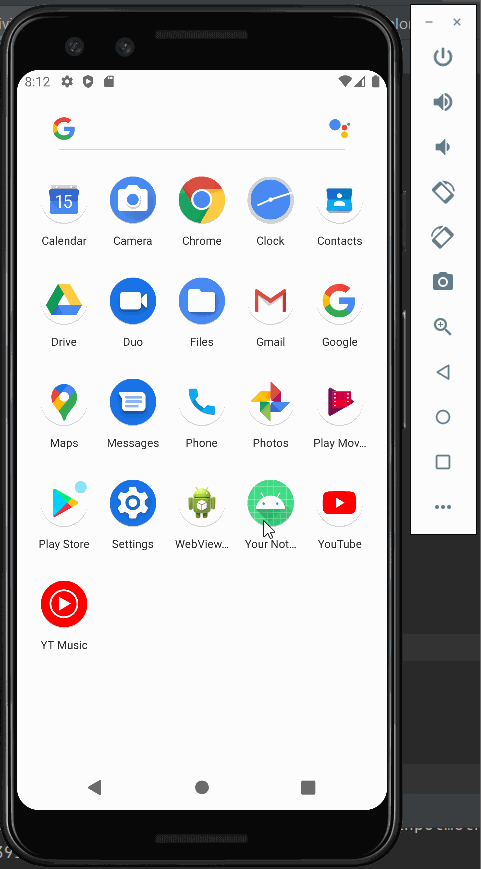 8:12
15
Calendar Camera Chrome Clock Contacts
Drive Duo Files Gmail Google
Maps Messages Phone Photos Play Mov...
Play Store Settings WebView... Your Not... YouTube
YT Music